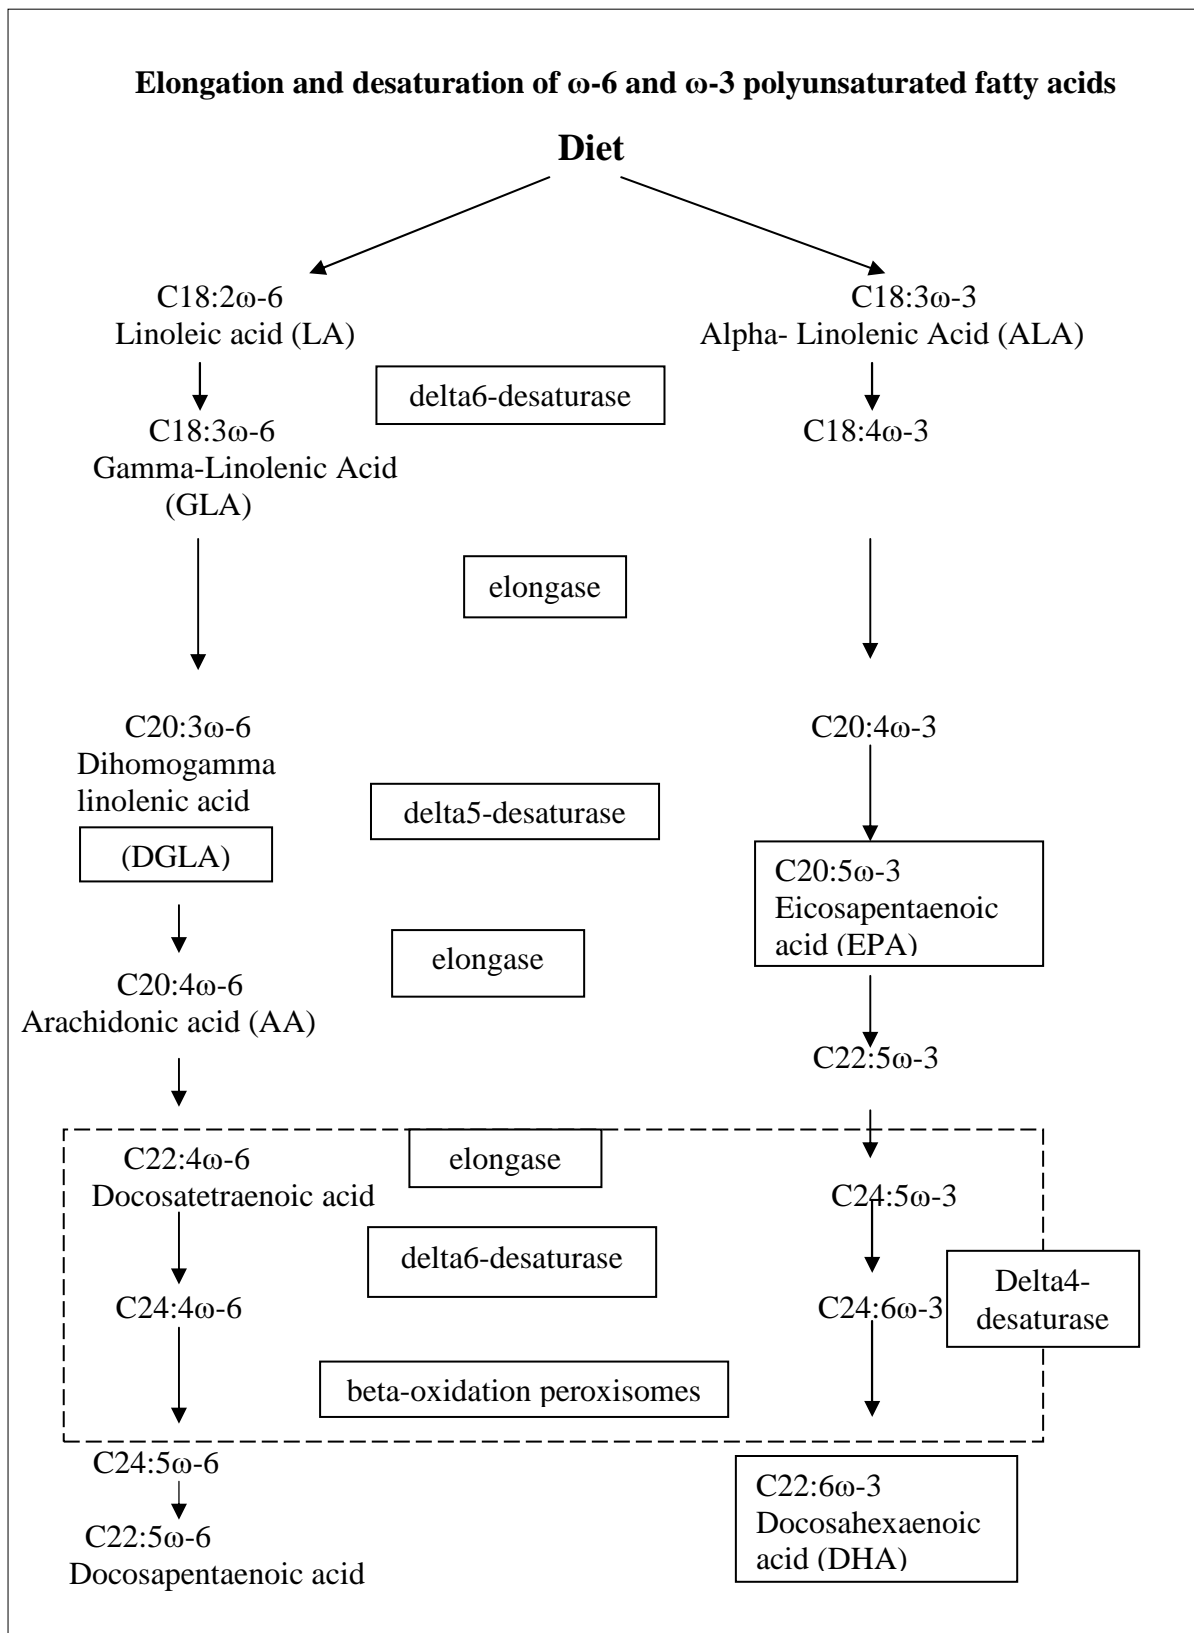 Elongation and desaturation of ω-6 and ω-3 polyunsaturated fatty acids
Diet
C18:2ω-6
Linoleic acid (LA)
C18:3ω-3
Alpha- Linolenic Acid (ALA)
delta6-desaturase
C18:3ω-6
Gamma-Linolenic Acid
(GLA)
C18:4ω-3
elongase
C20:3ω-6
Dihomogamma
linolenic acid
(DGLA)
C20:4ω-3
delta5-desaturase
C20:5ω-3
Eicosapentaenoic
acid (EPA)
elongase
C20:4ω-6
Arachidonic acid (AA)
C22:5ω-3
C22:4ω-6
Docosatetraenoic acid
elongase
C24:5ω-3
delta6-desaturase
C24:4ω-6
C24:6ω-3
Delta4-
desaturase
beta-oxidation peroxisomes
C24:5ω-6
C22:5ω-6
Docosapentaenoic acid
C22:6ω-3
Docosahexaenoic
acid (DHA)